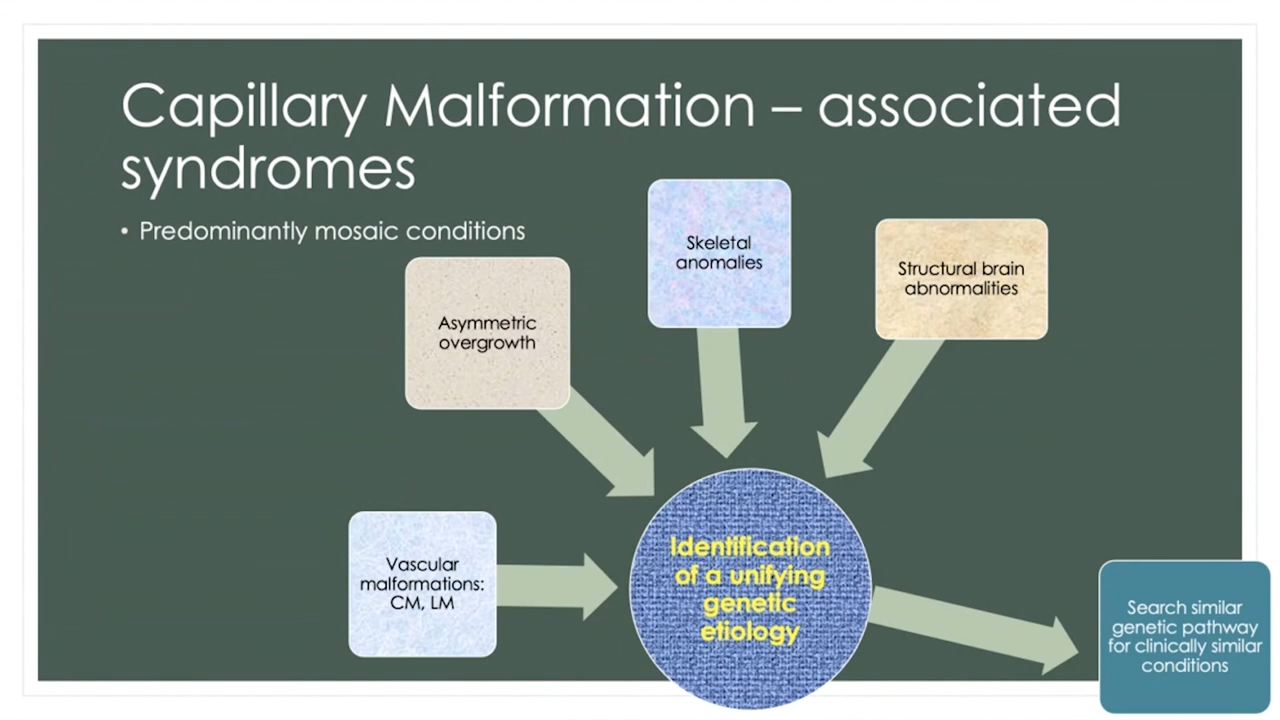 Capillary Malformation – associated
syndromes
• Predominantly mosaic conditions
Skeletal
anomalies
Structural brain
abnormalities
Asymmetric
overgrowth
Vascular
malformations:
CM, LM
Identification
of a unifying
genetic
etiology
Search similar
genetic pathway
for clinically similar
conditions